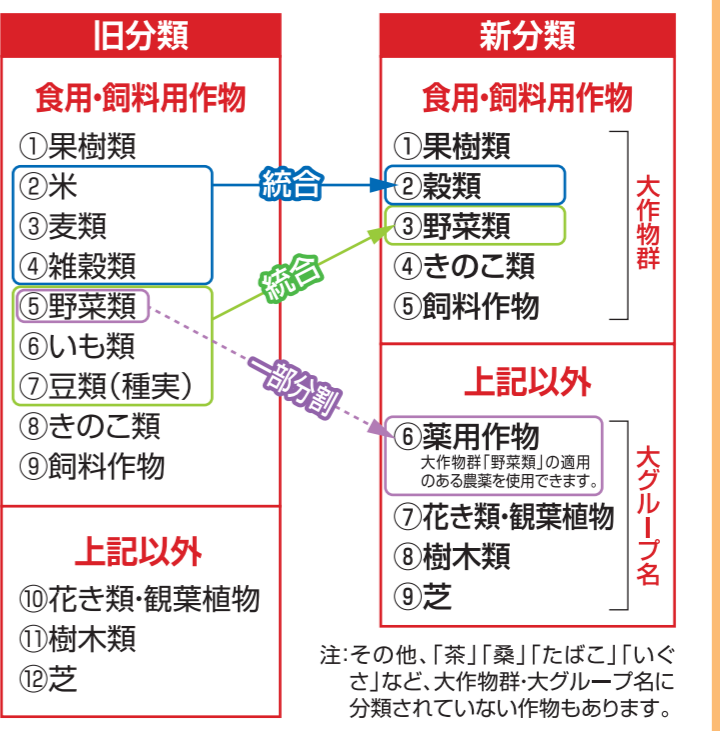 旧分類
食用・飼料用作物
①果樹類
②米
③麦類
④雑穀類
⑤野菜類
⑥いも類
⑦豆類(種実)
⑧きのこ類
⑨飼料作物
上記以外
⑩花き類・観葉植物
⑪樹木類
⑫芝
統合
統合
一部分割
新分類
食用・飼料用作物
①果樹類
②穀類
③野菜類
④きのこ類
⑤飼料作物
大作物群
上記以外
⑥薬用作物
大作物群「野菜類」の適用
のある農薬を使用できます。
⑦花き類・観葉植物
⑧樹木類
⑨芝
大グループ名
注:その他、「茶」「桑」「たばこ」「いぐ
さ」など、大作物群・大グループ名に
分類されていない作物もあります。